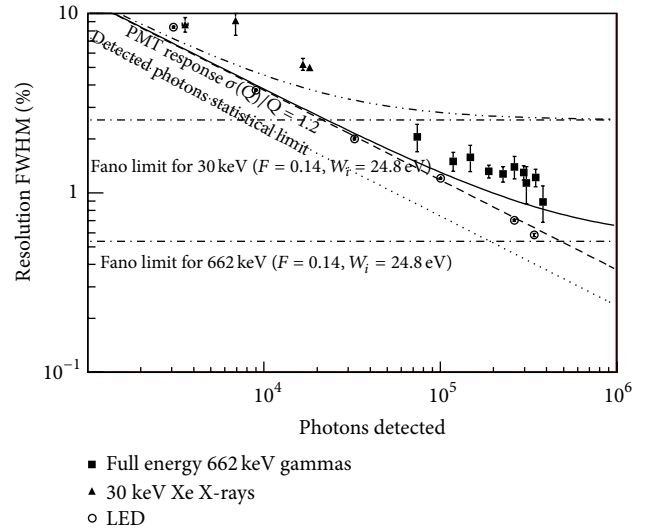 10
PMT response σ(Q)/Q = 1.2
Detected photons statistical limit
Resolution FWHM (%)
Fano limit for 30 keV (F = 0.14, Wᵢ = 24.8 eV)
1
Fano limit for 662 keV (F = 0.14, Wᵢ = 24.8 eV)
10⁻¹
10⁴
10⁵
10⁶
Photons detected
Full energy 662 keV gammas
30 keV Xe X-rays
LED